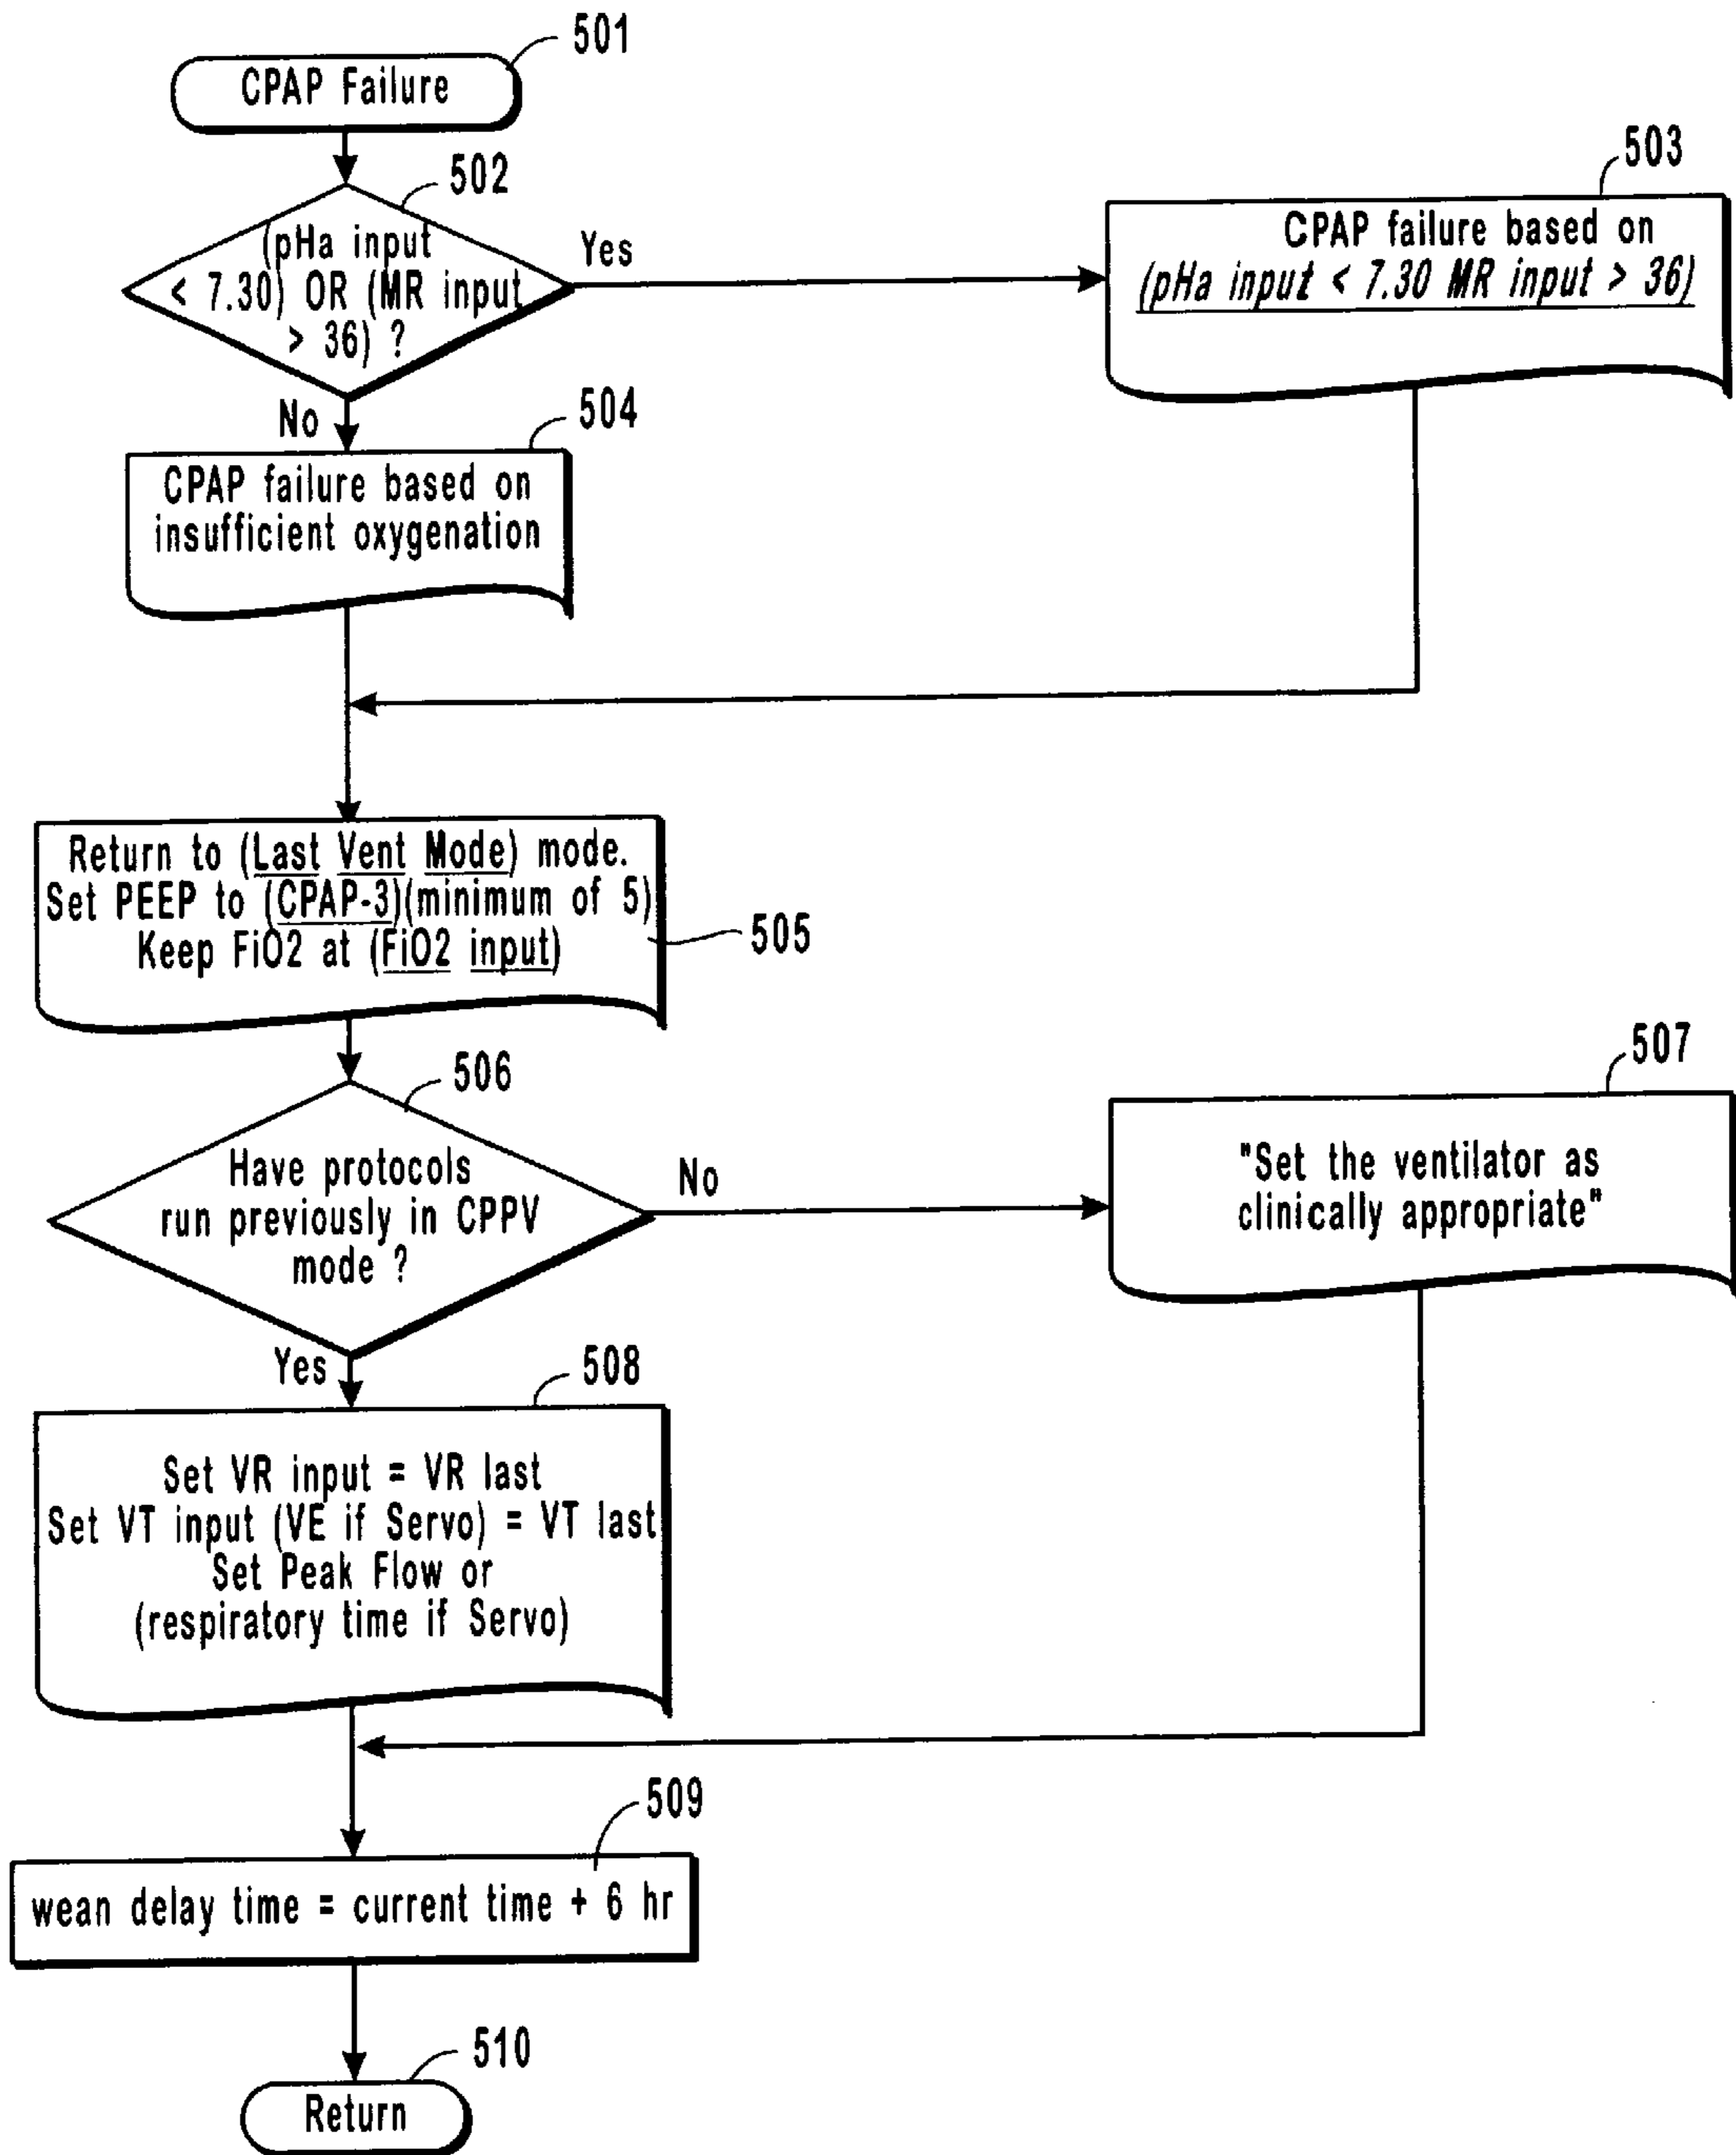 501
CPAP Failure
502
(pHa input
< 7.30) OR (MR input
> 36) ?
Yes
503
CPAP failure based on
(pHa input < 7.30 MR input > 36)
No
504
CPAP failure based on
insufficient oxygenation
Return to (Last Vent Mode) mode.
Set PEEP to (CPAP-3)(minimum of 5)
Keep FiO2 at (FiO2 input)
505
506
Have protocols
run previously in CPPV
mode ?
No
507
"Set the ventilator as
clinically appropriate"
Yes
508
Set VR input = VR last
Set VT input (VE if Servo) = VT last
Set Peak Flow or
(respiratory time if Servo)
509
wean delay time = current time + 6 hr
510
Return